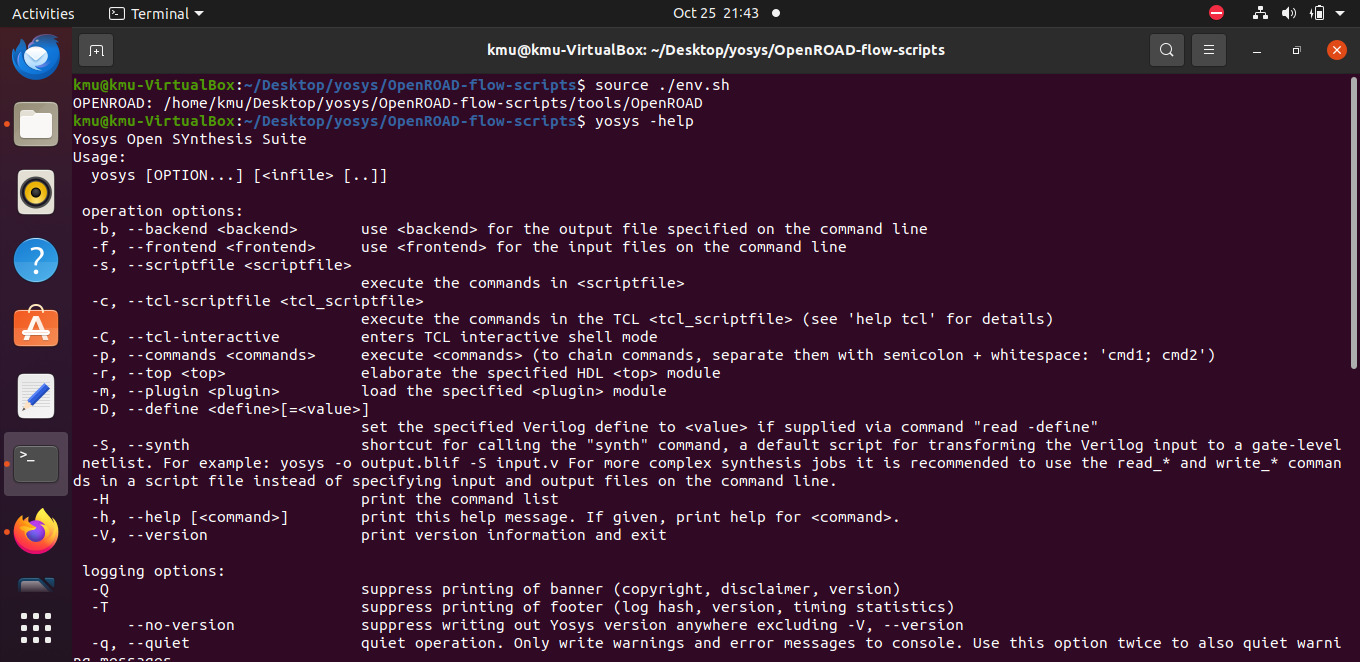 Activities Terminal Oct 25 21:43
kmu@kmu-VirtualBox: ~/Desktop/yosys/OpenROAD-flow-scripts
kmu@kmu-VirtualBox:~/Desktop/yosys/OpenROAD-flow-scripts$ source ./env.sh
OPENROAD: /home/kmu/Desktop/yosys/OpenROAD-flow-scripts/tools/OpenROAD
kmu@kmu-VirtualBox:~/Desktop/yosys/OpenROAD-flow-scripts$ yosys -help
Yosys Open SYnthesis Suite
Usage:
  yosys [OPTION...] [<infile> [..]]

 operation options:
  -b, --backend <backend>       use <backend> for the output file specified on the command line
  -f, --frontend <frontend>     use <frontend> for the input files on the command line
  -s, --scriptfile <scriptfile>
                                execute the commands in <scriptfile>
  -c, --tcl-scriptfile <tcl_scriptfile>
                                execute the commands in the TCL <tcl_scriptfile> (see 'help tcl' for details)
  -C, --tcl-interactive         enters TCL interactive shell mode
  -p, --commands <commands>     execute <commands> (to chain commands, separate them with semicolon + whitespace: 'cmd1; cmd2')
  -r, --top <top>               elaborate the specified HDL <top> module
  -m, --plugin <plugin>         load the specified <plugin> module
  -D, --define <define>[=<value>]
                                set the specified Verilog define to <value> if supplied via command "read -define"
  -S, --synth                   shortcut for calling the "synth" command, a default script for transforming the Verilog input to a gate-level
 netlist. For example: yosys -o output.blif -S input.v For more complex synthesis jobs it is recommended to use the read_* and write_* comman
ds in a script file instead of specifying input and output files on the command line.
  -H                            print the command list
  -h, --help [<command>]        print this help message. If given, print help for <command>.
  -V, --version                 print version information and exit

 logging options:
  -Q                            suppress printing of banner (copyright, disclaimer, version)
  -T                            suppress printing of footer (log hash, version, timing statistics)
      --no-version              suppress writing out Yosys version anywhere excluding -V, --version
  -q, --quiet                   quiet operation. Only write warnings and error messages to console. Use this option twice to also quiet warni
ng messages